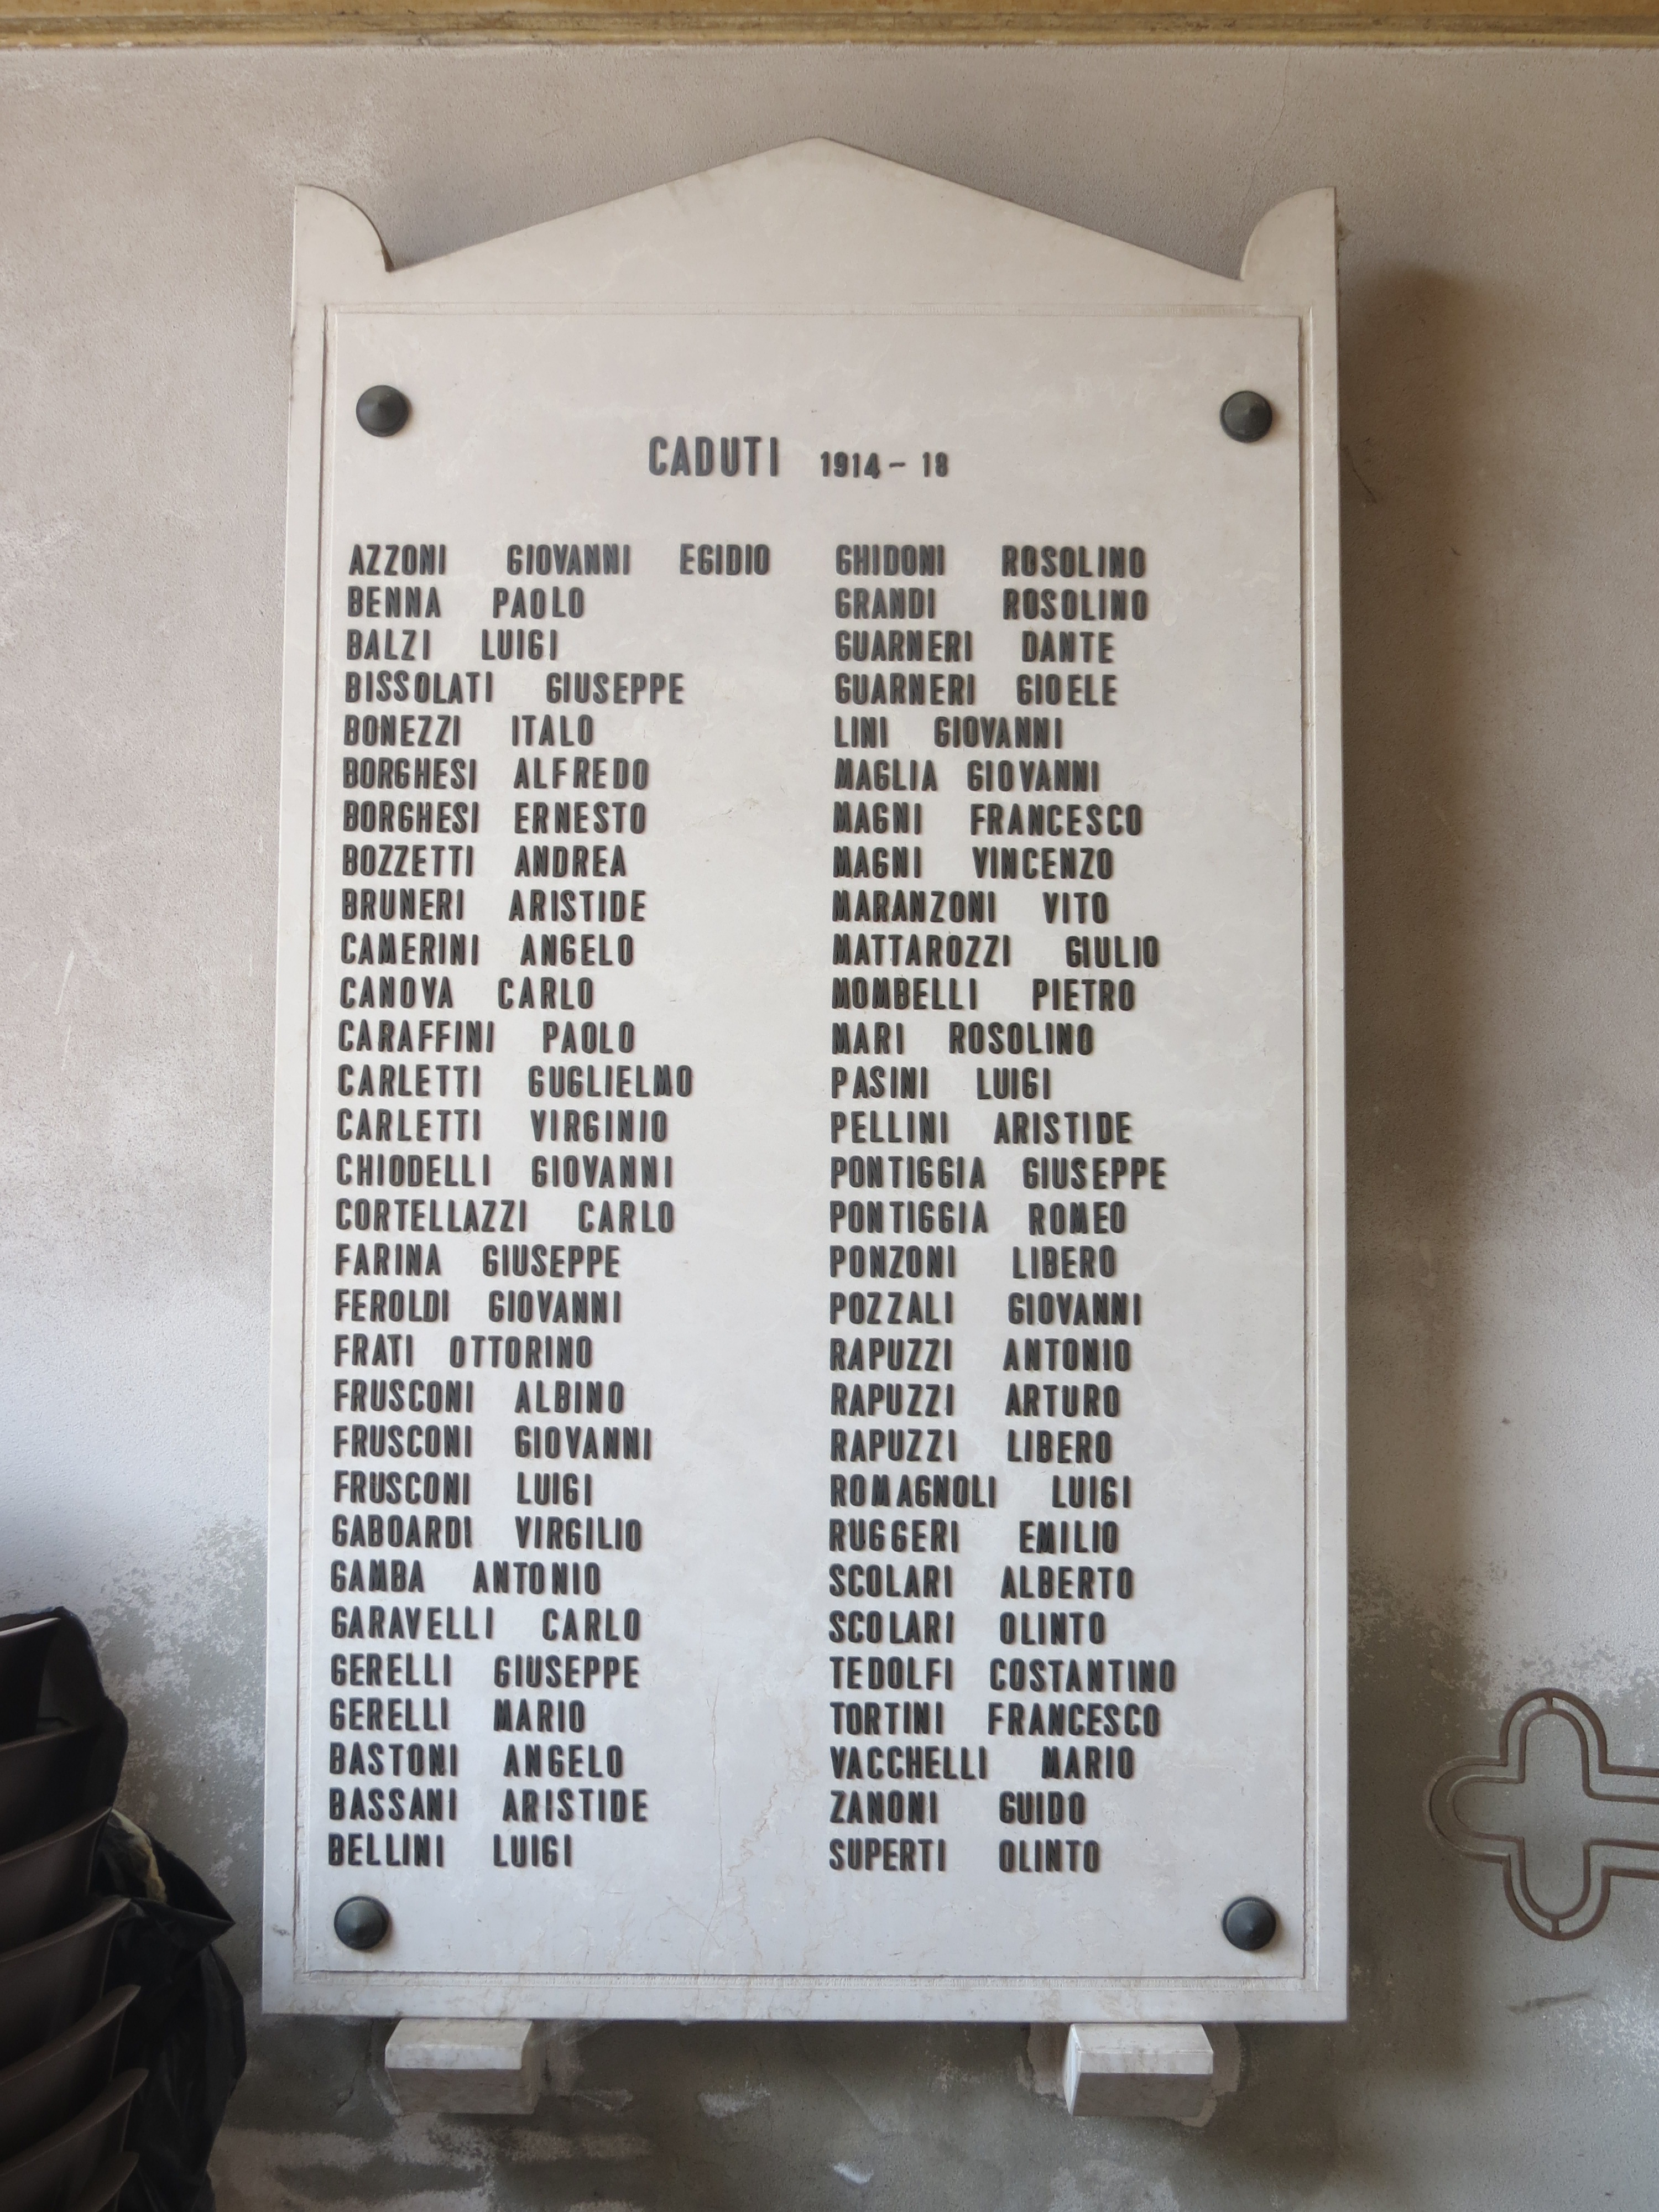 CADUTI 1914 - 18
AZZONI GIOVANNI EGIDIO
BENNA PAOLO
BALZI LUIGI
BISSOLATI GIUSEPPE
BONEZZI ITALO
BORGHESI ALFREDO
BORGHESI ERNESTO
BOZZETTI ANDREA
BRUNERI ARISTIDE
CAMERINI ANGELO
CANOVA CARLO
CARAFFINI PAOLO
CARLETTI GUGLIELMO
CARLETTI VIRGINIO
CHIODELLI GIOVANNI
CORTELLAZZI CARLO
FARINA GIUSEPPE
FEROLDI GIOVANNI
FRATI OTTORINO
FRUSCONI ALBINO
FRUSCONI GIOVANNI
FRUSCONI LUIGI
GABOARDI VIRGILIO
GAMBA ANTONIO
GARAVELLI CARLO
GERELLI GIUSEPPE
GERELLI MARIO
BASTONI ANGELO
BASSANI ARISTIDE
BELLINI LUIGI
GHIDONI ROSOLINO
GRANDI ROSOLINO
GUARNERI DANTE
GUARNERI GIOELE
LINI GIOVANNI
MAGLIA GIOVANNI
MAGNI FRANCESCO
MAGNI VINCENZO
MARANZONI VITO
MATTAROZZI GIULIO
MOMBELLI PIETRO
MARI ROSOLINO
PASINI LUIGI
PELLINI ARISTIDE
PONTIGGIA GIUSEPPE
PONTIGGIA ROMEO
PONZONI LIBERO
POZZALI GIOVANNI
RAPUZZI ANTONIO
RAPUZZI ARTURO
RAPUZZI LIBERO
ROMAGNOLI LUIGI
RUGGERI EMILIO
SCOLARI ALBERTO
SCOLARI OLINTO
TEDOLFI COSTANTINO
TORTINI FRANCESCO
VACCHELLI MARIO
ZANONI GUIDO
SUPERTI OLINTO